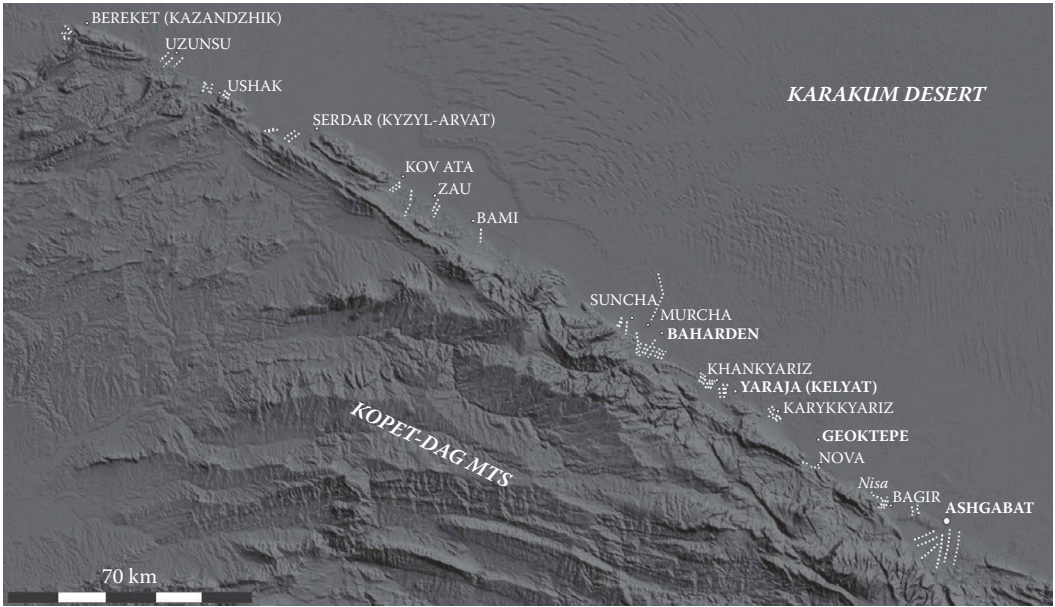 BEREKET (KAZANDZHIK)
UZUNSU
USHAK
KARAKUM DESERT
SERDAR (KYZYL-ARVAT)
KOV ATA
ZAU
BAMI
SUNCHA
MURCHA
BAHARDEN
KHANKYARIZ
YARAJA (KELYAT)
KARYKKYARIZ
KOPET-DAG MTS
GEOKTEPE
NOVA
Nisa
BAGIR
ASHGABAT
70 km